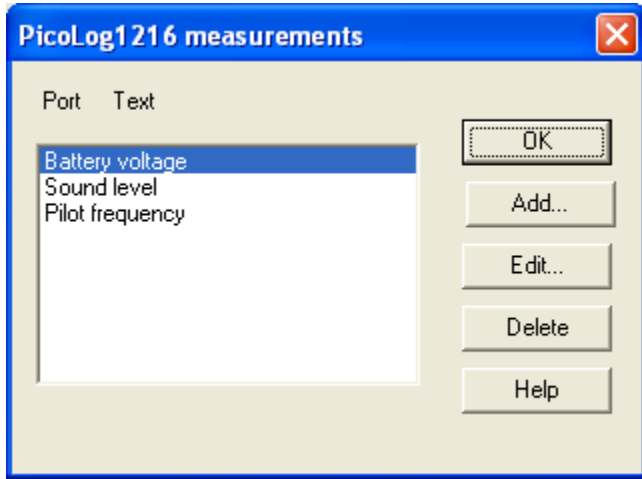 PicoLog1216 measurements
Port Text
Battery voltage
Sound level
Pilot frequency
OK
Add...
Edit...
Delete
Help